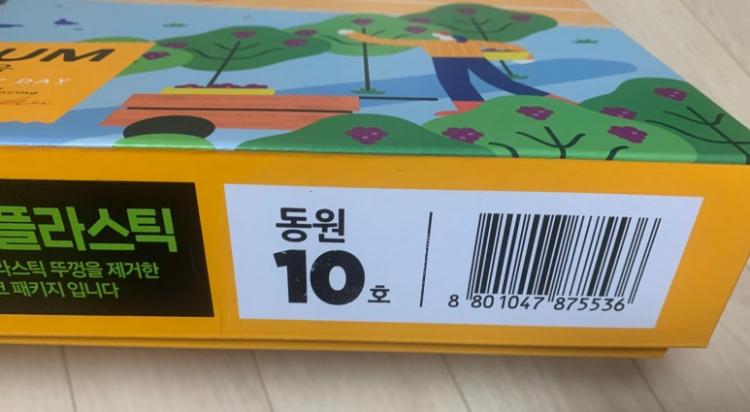 UM
DAY
플라스틱
라스틱 뚜껑을 제거한
패키지 입니다
동원
10호
8 801047 875536